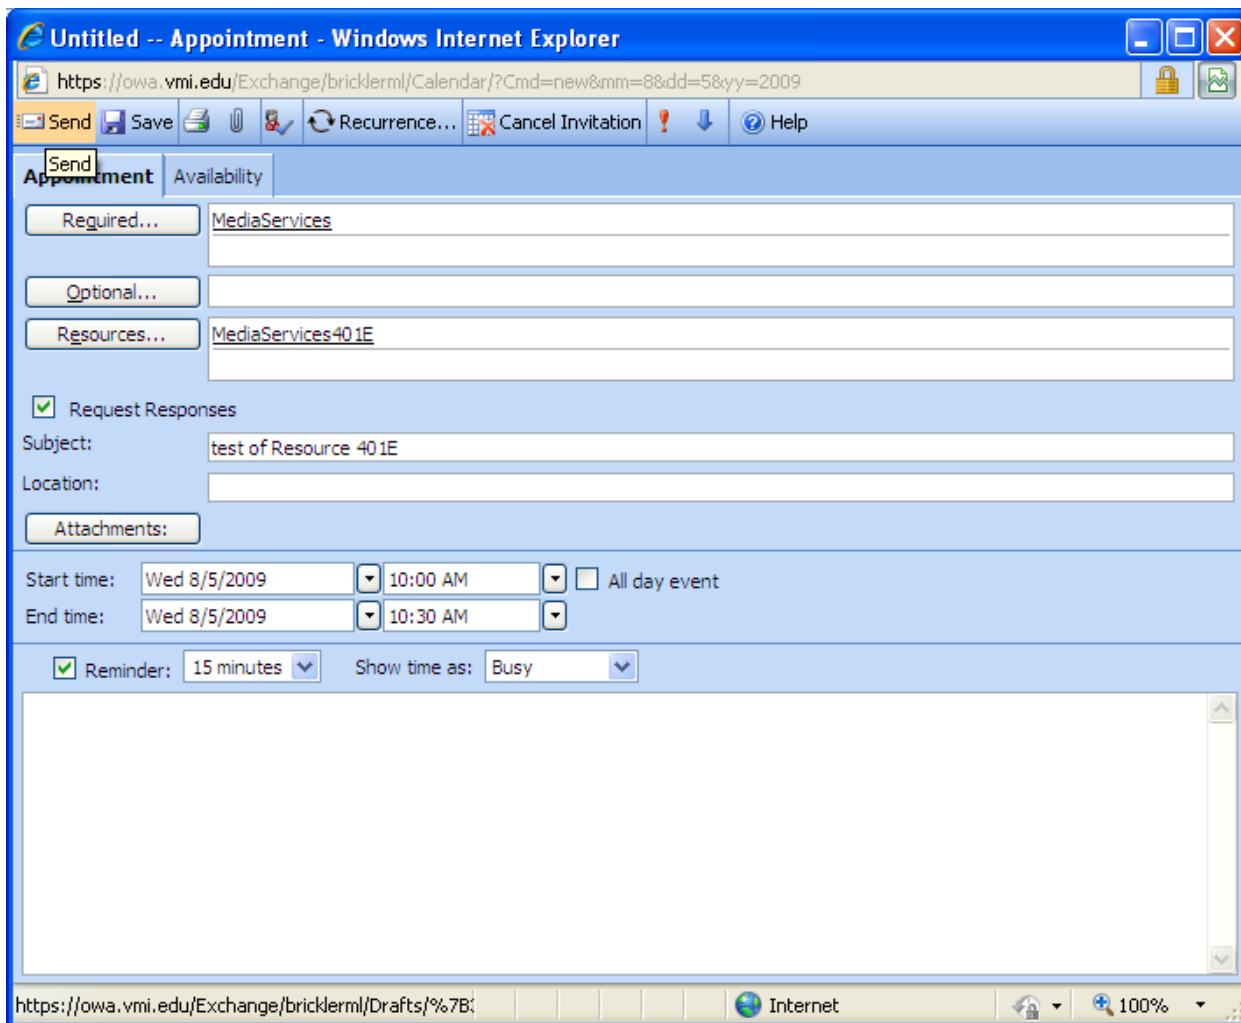 Untitled -- Appointment - Windows Internet Explorer
https://owa.vmi.edu/Exchange/bricklerml/Calendar/?Cmd=new&mm=8&dd=5&yy=2009
Send Save Recurrence... Cancel Invitation Help
Send
Appointment Availability
Required... MediaServices
Optional...
Resources... MediaServices401E
Request Responses
Subject: test of Resource 401E
Location:
Attachments:
Start time: Wed 8/5/2009 10:00 AM All day event
End time: Wed 8/5/2009 10:30 AM
Reminder: 15 minutes Show time as: Busy
https://owa.vmi.edu/Exchange/bricklerml/Drafts/%7B Internet 100%